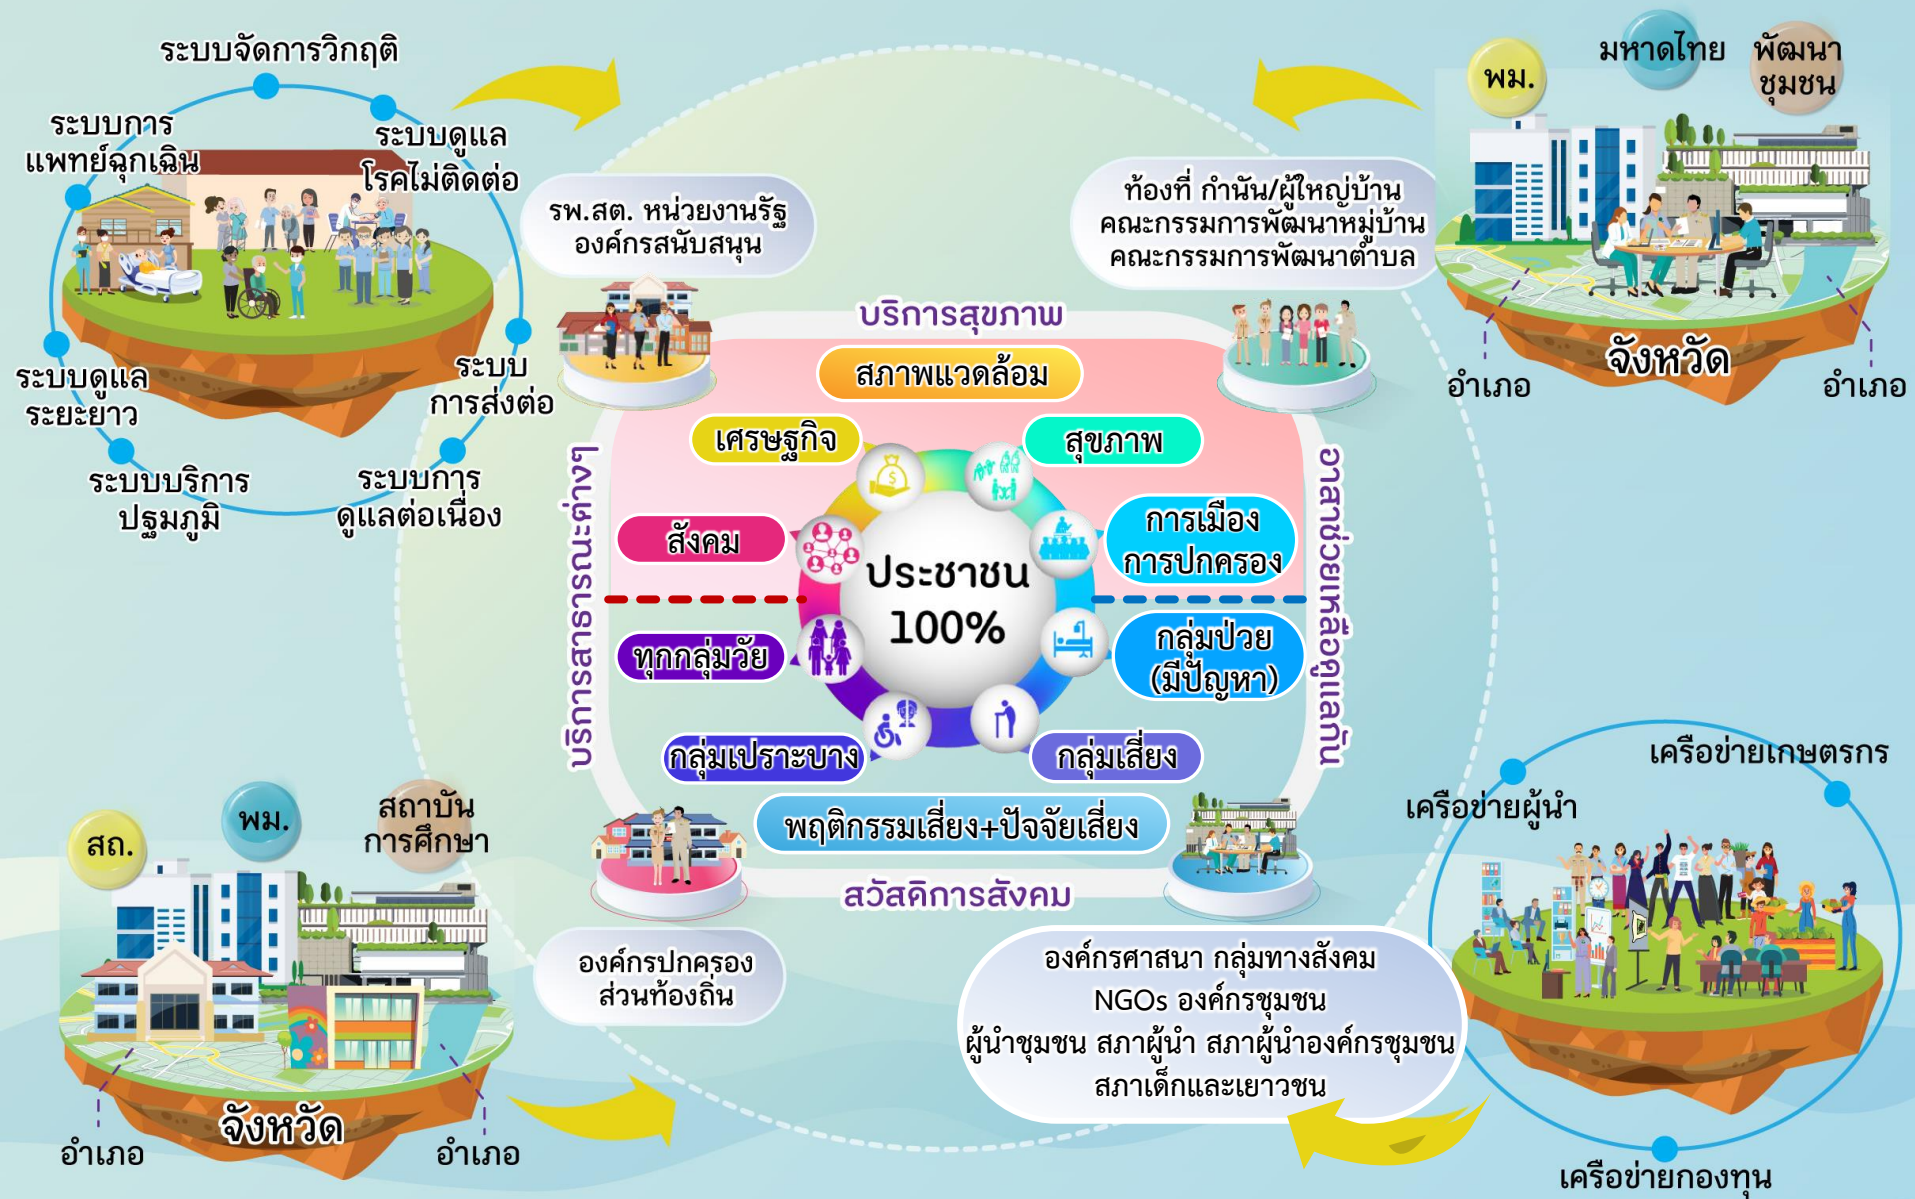 ระบบจัดการวิกฤติ
ระบบการ
แพทย์ฉุกเฉิน
ระบบดูแล
โรคไม่ติดต่อ
ระบบดูแล
ระยะยาว
ระบบ
การส่งต่อ
ระบบบริการ
ปฐมภูมิ
ระบบการ
ดูแลต่อเนื่อง
รพ.สต. หน่วยงานรัฐ
องค์กรสนับสนุน
ท้องที่ กำนัน/ผู้ใหญ่บ้าน
คณะกรรมการพัฒนาหมู่บ้าน
คณะกรรมการพัฒนาตำบล
พม.
มหาดไทย
พัฒนา
ชุมชน
จังหวัด
อำเภอ
อำเภอ
บริการสุขภาพ
สภาพแวดล้อม
เศรษฐกิจ
สุขภาพ
สังคม
การเมือง
การปกครอง
ประชาชน
100%
ทุกกลุ่มวัย
กลุ่มป่วย
(มีปัญหา)
กลุ่มเปราะบาง
กลุ่มเสี่ยง
พฤติกรรมเสี่ยง+ปัจจัยเสี่ยง
บริการสาธารณะต่างๆ
อาสาช่วยเหลือดูแลกัน
สวัสดิการสังคม
สถ.
พม.
สถาบัน
การศึกษา
จังหวัด
อำเภอ
อำเภอ
องค์กรปกครอง
ส่วนท้องถิ่น
องค์กรศาสนา กลุ่มทางสังคม
NGOs องค์กรชุมชน
ผู้นำชุมชน สภาผู้นำ สภาผู้นำองค์กรชุมชน
สภาเด็กและเยาวชน
เครือข่ายเกษตรกร
เครือข่ายผู้นำ
เครือข่ายกองทุน